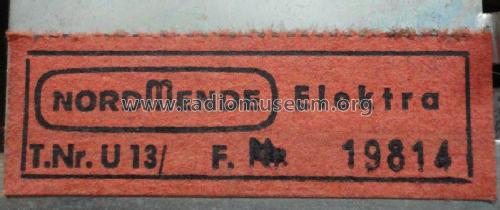 NORDMENDE Elektra
www.radiomuseum.org
T.Nr. U 13/ F. Nr. 19814